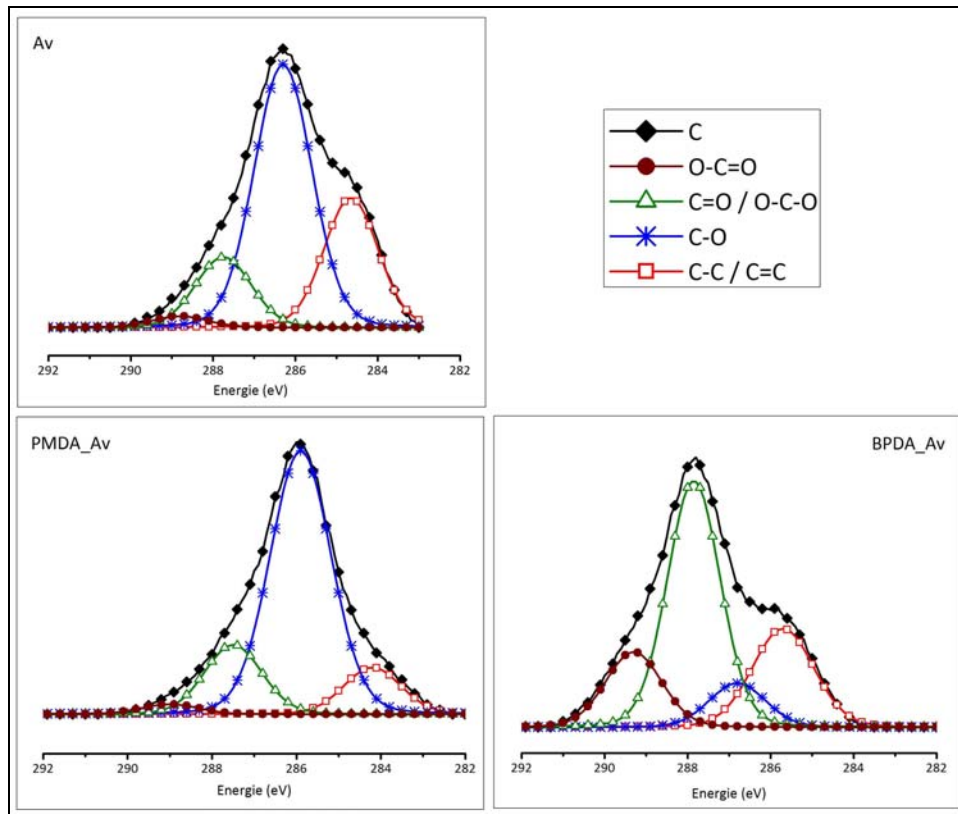 Av
292 290 288 286 284 282
Energie (eV)
C
O-C=O
C=O / O-C-O
C-O
C-C / C=C
PMDA_Av
292 290 288 286 284 282
Energie (eV)
BPDA_Av
292 290 288 286 284 282
Energie (eV)